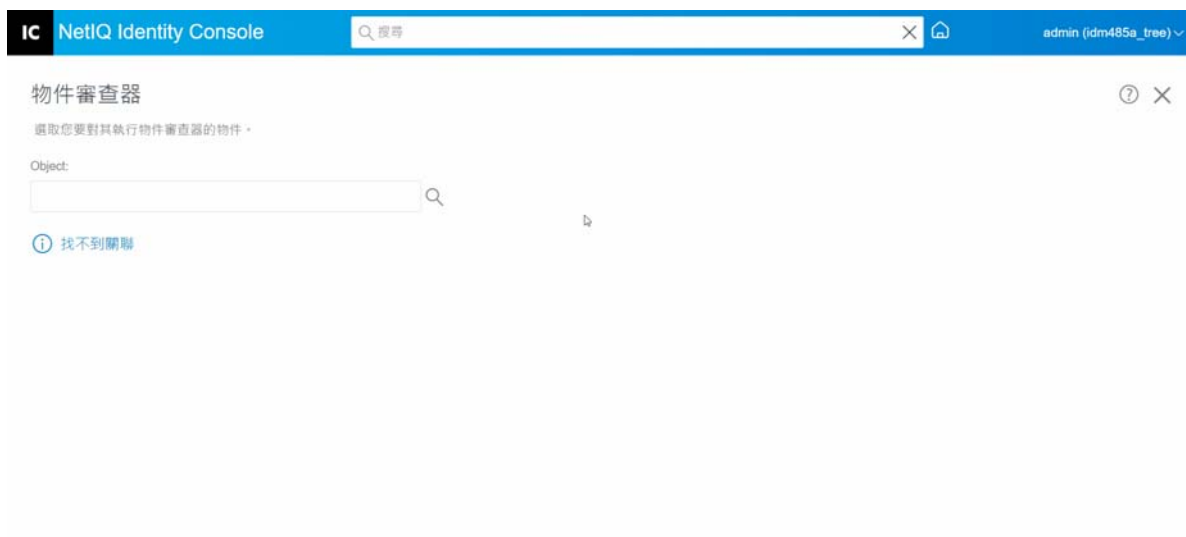 IC NetIQ Identity Console 搜尋 admin (idm485a_tree)
物件審查器
選取您要對其執行物件審查器的物件。
Object:
找不到關聯